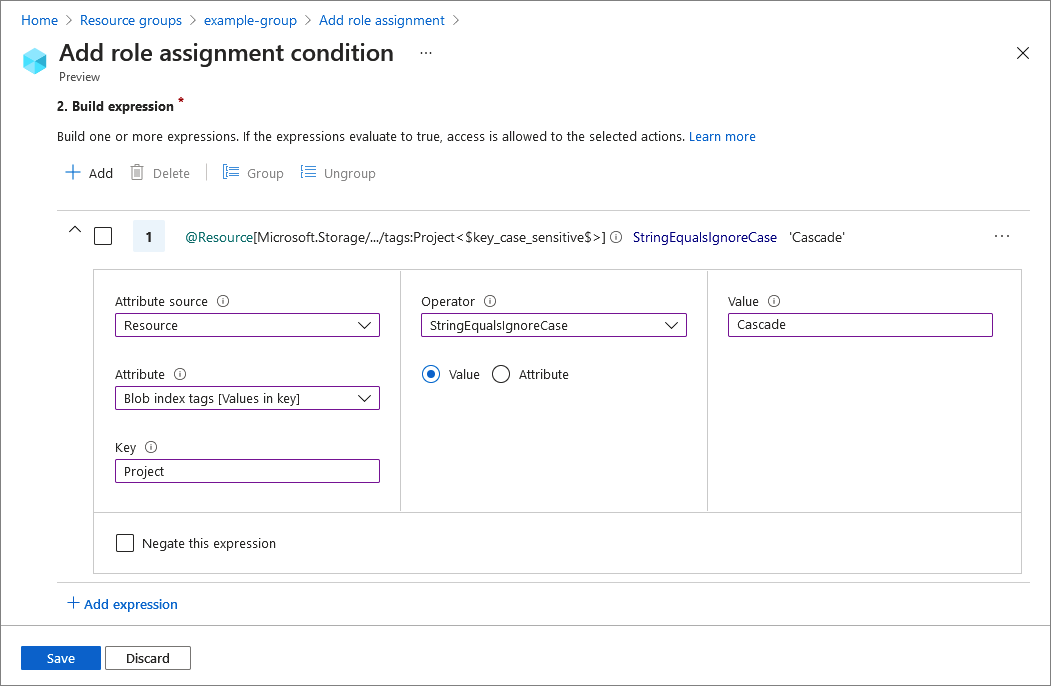 Home > Resource groups > example-group > Add role assignment >
Add role assignment condition ...
Preview
2. Build expression *
Build one or more expressions. If the expressions evaluate to true, access is allowed to the selected actions. Learn more
Add Delete Group Ungroup
1 @Resource[Microsoft.Storage/.../tags:Project<$key_case_sensitive$>] StringEqualsIgnoreCase 'Cascade' ...
Attribute source
Resource
Attribute
Blob index tags [Values in key]
Key
Project
Operator
StringEqualsIgnoreCase
Value Attribute
Value
Cascade
Negate this expression
Add expression
Save Discard